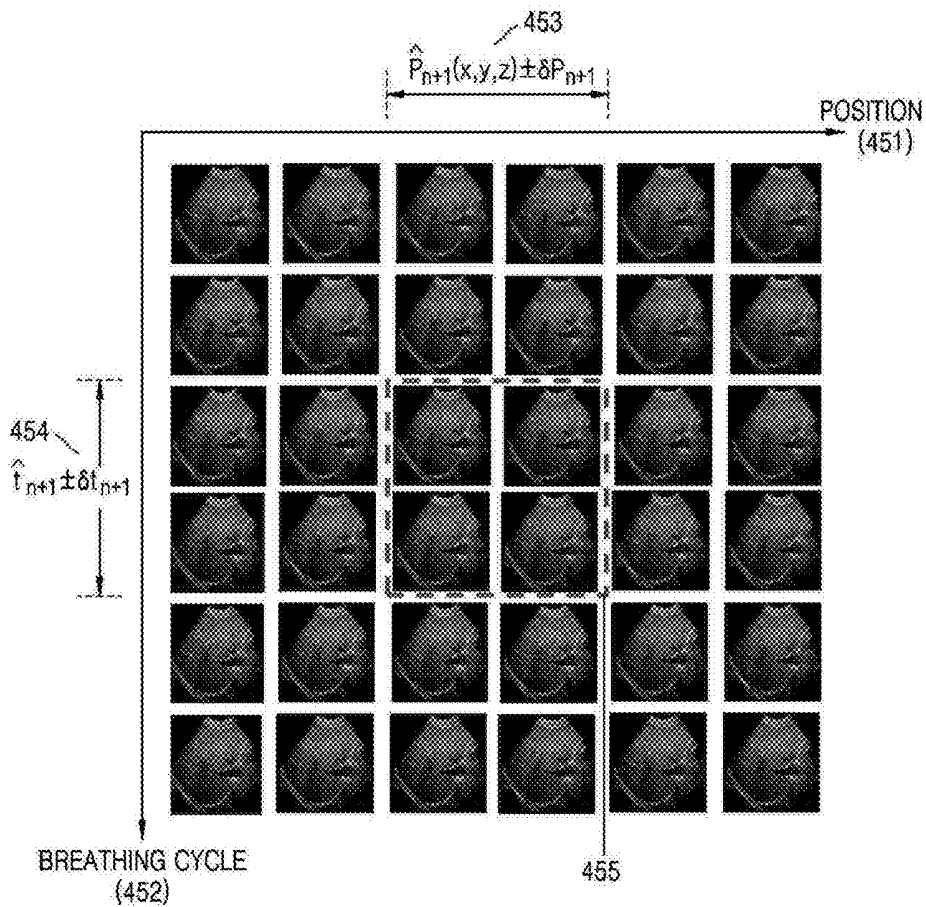 453
P̂n+1(x,y,z)±δPn+1
POSITION
(451)
454
t̂n+1±δtn+1
BREATHING CYCLE
(452)
455